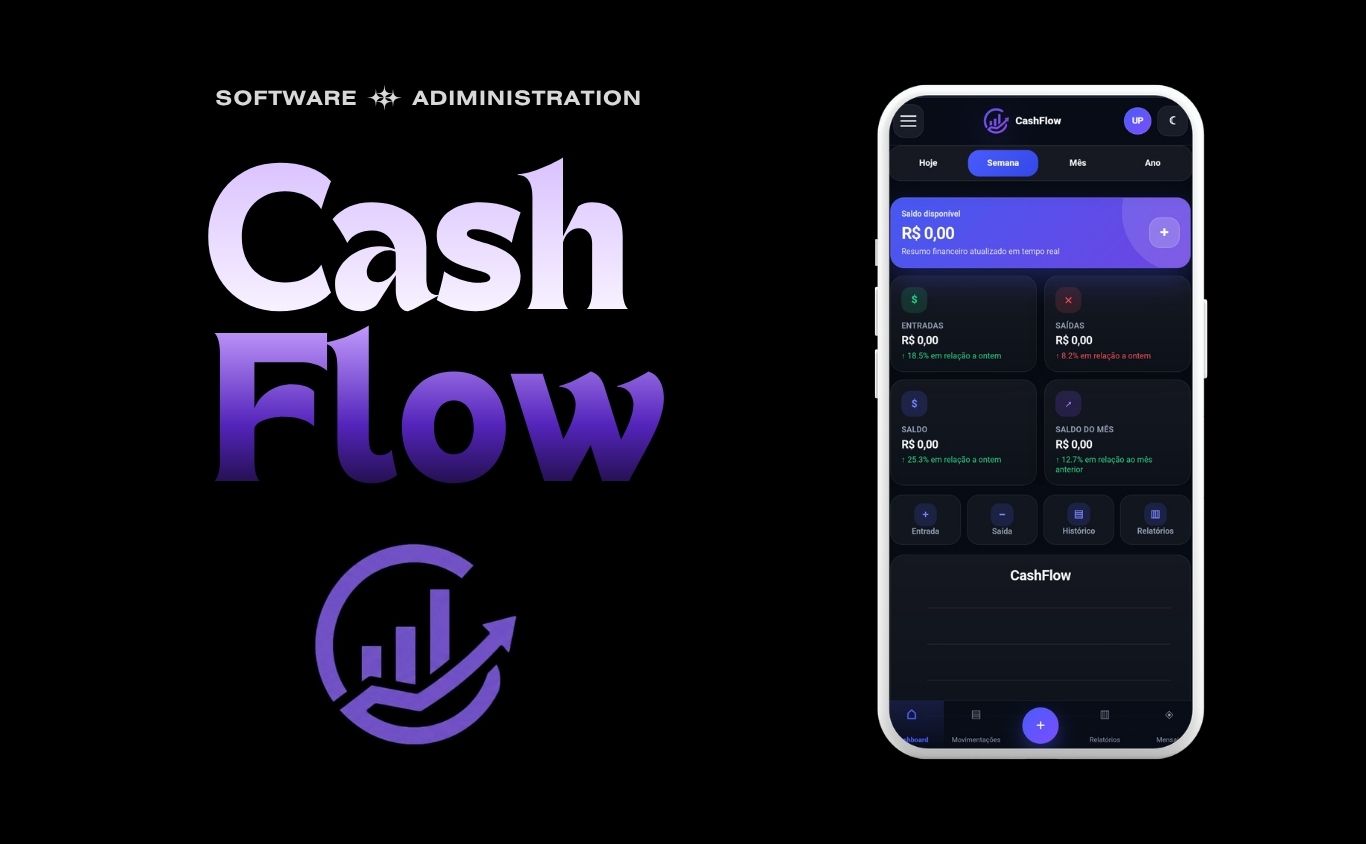 SOFTWARE ADIMINISTRATION
Cash
Flow
CashFlow UP
Hoje Semana Mês Ano
Saldo disponível
R$ 0,00
+
Resumo financeiro atualizado em tempo real
$
ENTRADAS
R$ 0,00
↑ 18.5% em relação a ontem
×
SAÍDAS
R$ 0,00
↑ 8.2% em relação a ontem
$
SALDO
R$ 0,00
↑ 25.3% em relação a ontem
↗
SALDO DO MÊS
R$ 0,00
↑ 12.7% em relação ao mês
anterior
+ −
Entrada Saída Histórico Relatórios
CashFlow
+
shboard Movimentações Relatórios Mensa